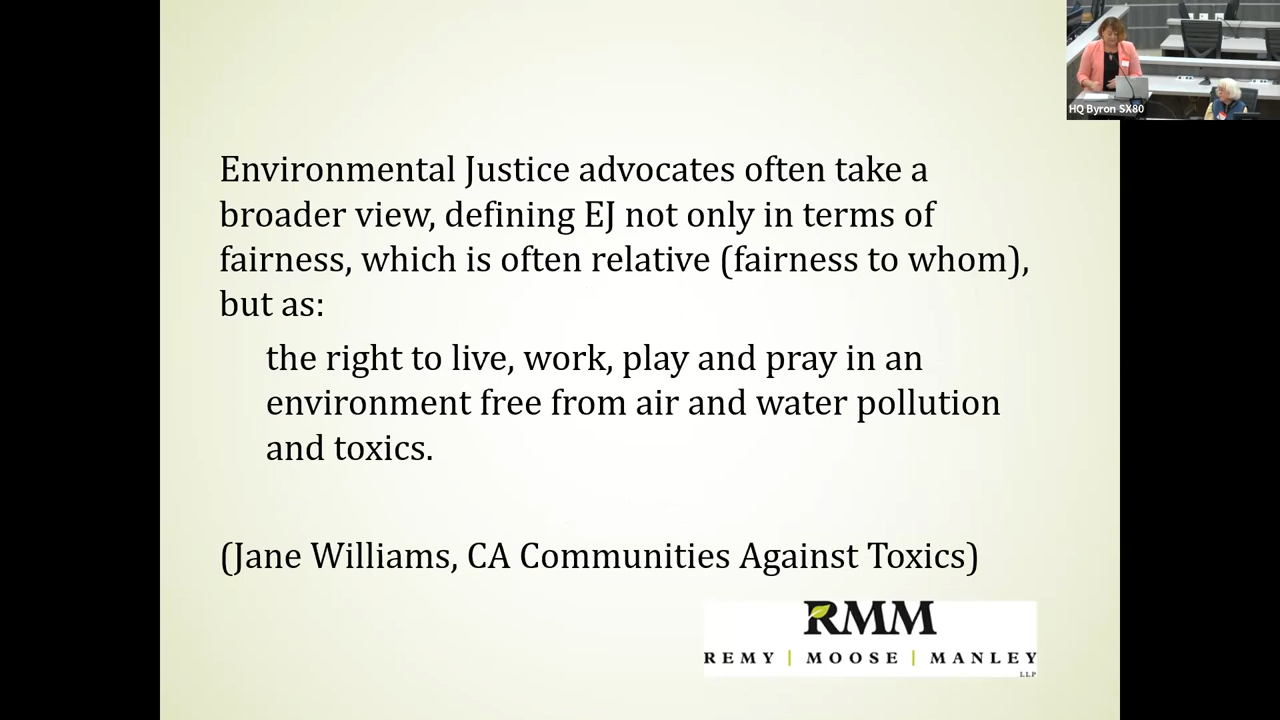 HQ Byron SX80
Environmental Justice advocates often take a
broader view, defining EJ not only in terms of
fairness, which is often relative (fairness to whom),
but as:
the right to live, work, play and pray in an
environment free from air and water pollution
and toxics.
(Jane Williams, CA Communities Against Toxics)
RMM
REMY | MOOSE | MANLEY
LLP